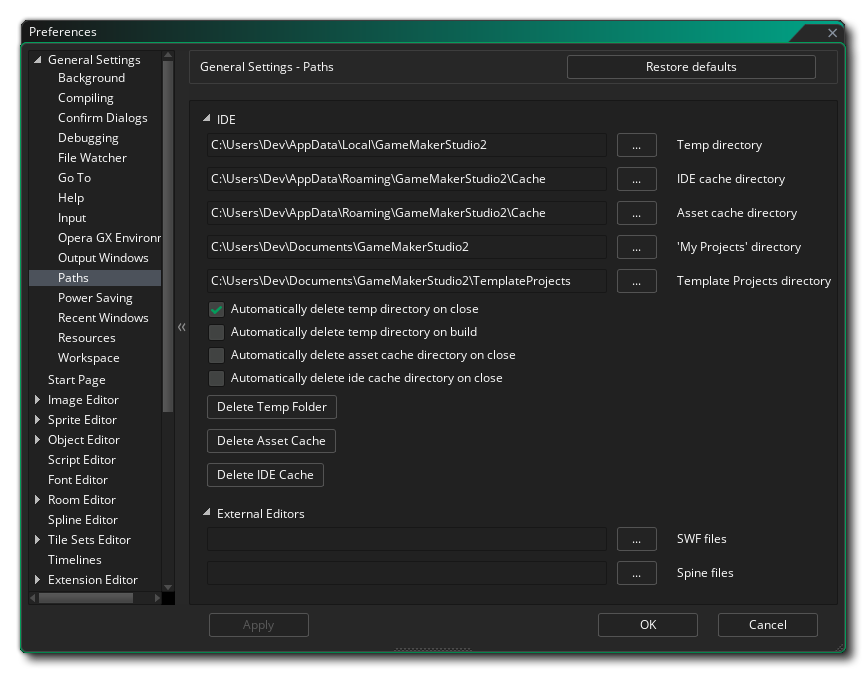 Preferences
General Settings
Background
Compiling
Confirm Dialogs
Debugging
File Watcher
Go To
Help
Input
Opera GX Environr
Output Windows
Paths
Power Saving
Recent Windows
Resources
Workspace
Start Page
Image Editor
Sprite Editor
Object Editor
Script Editor
Font Editor
Room Editor
Spline Editor
Tile Sets Editor
Timelines
Extension Editor
General Settings - Paths
Restore defaults
IDE
C:\Users\Dev\AppData\Local\GameMakerStudio2 ... Temp directory
C:\Users\Dev\AppData\Roaming\GameMakerStudio2\Cache ... IDE cache directory
C:\Users\Dev\AppData\Roaming\GameMakerStudio2\Cache ... Asset cache directory
C:\Users\Dev\Documents\GameMakerStudio2 ... 'My Projects' directory
C:\Users\Dev\Documents\GameMakerStudio2\TemplateProjects ... Template Projects directory
Automatically delete temp directory on close
Automatically delete temp directory on build
Automatically delete asset cache directory on close
Automatically delete ide cache directory on close
Delete Temp Folder
Delete Asset Cache
Delete IDE Cache
External Editors
... SWF files
... Spine files
Apply
OK
Cancel